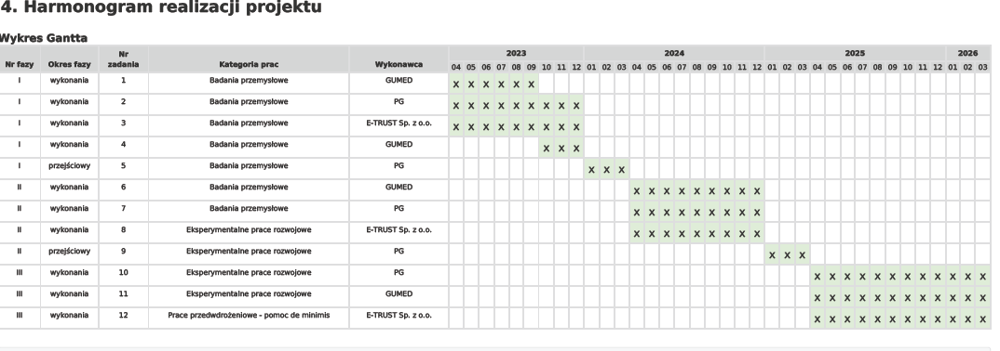 4. Harmonogram realizacji projektu
Wykres Gantta
Nr fazy Okres fazy Nr zadania Kategoria prac Wykonawca 2023 2024 2025 2026
04 05 06 07 08 09 10 11 12 01 02 03 04 05 06 07 08 09 10 11 12 01 02 03 04 05 06 07 08 09 10 11 12 01 02 03
I wykonania 1 Badania przemysłowe GUMED X X X X X X
I wykonania 2 Badania przemysłowe PG X X X X X X X X X
I wykonania 3 Badania przemysłowe E-TRUST Sp. z o.o. X X X X X X X X X
I wykonania 4 Badania przemysłowe GUMED X X X
I przejściowy 5 Badania przemysłowe PG X X X
II wykonania 6 Badania przemysłowe GUMED X X X X X X X X X
II wykonania 7 Badania przemysłowe PG X X X X X X X X X
II wykonania 8 Eksperymentalne prace rozwojowe E-TRUST Sp. z o.o. X X X X X X X X X
II przejściowy 9 Eksperymentalne prace rozwojowe PG X X X
III wykonania 10 Eksperymentalne prace rozwojowe PG X X X X X X X X X X X X
III wykonania 11 Eksperymentalne prace rozwojowe GUMED X X X X X X X X X X X X
III wykonania 12 Prace przedwdrożeniowe - pomoc de minimis E-TRUST Sp. z o.o. X X X X X X X X X X X X